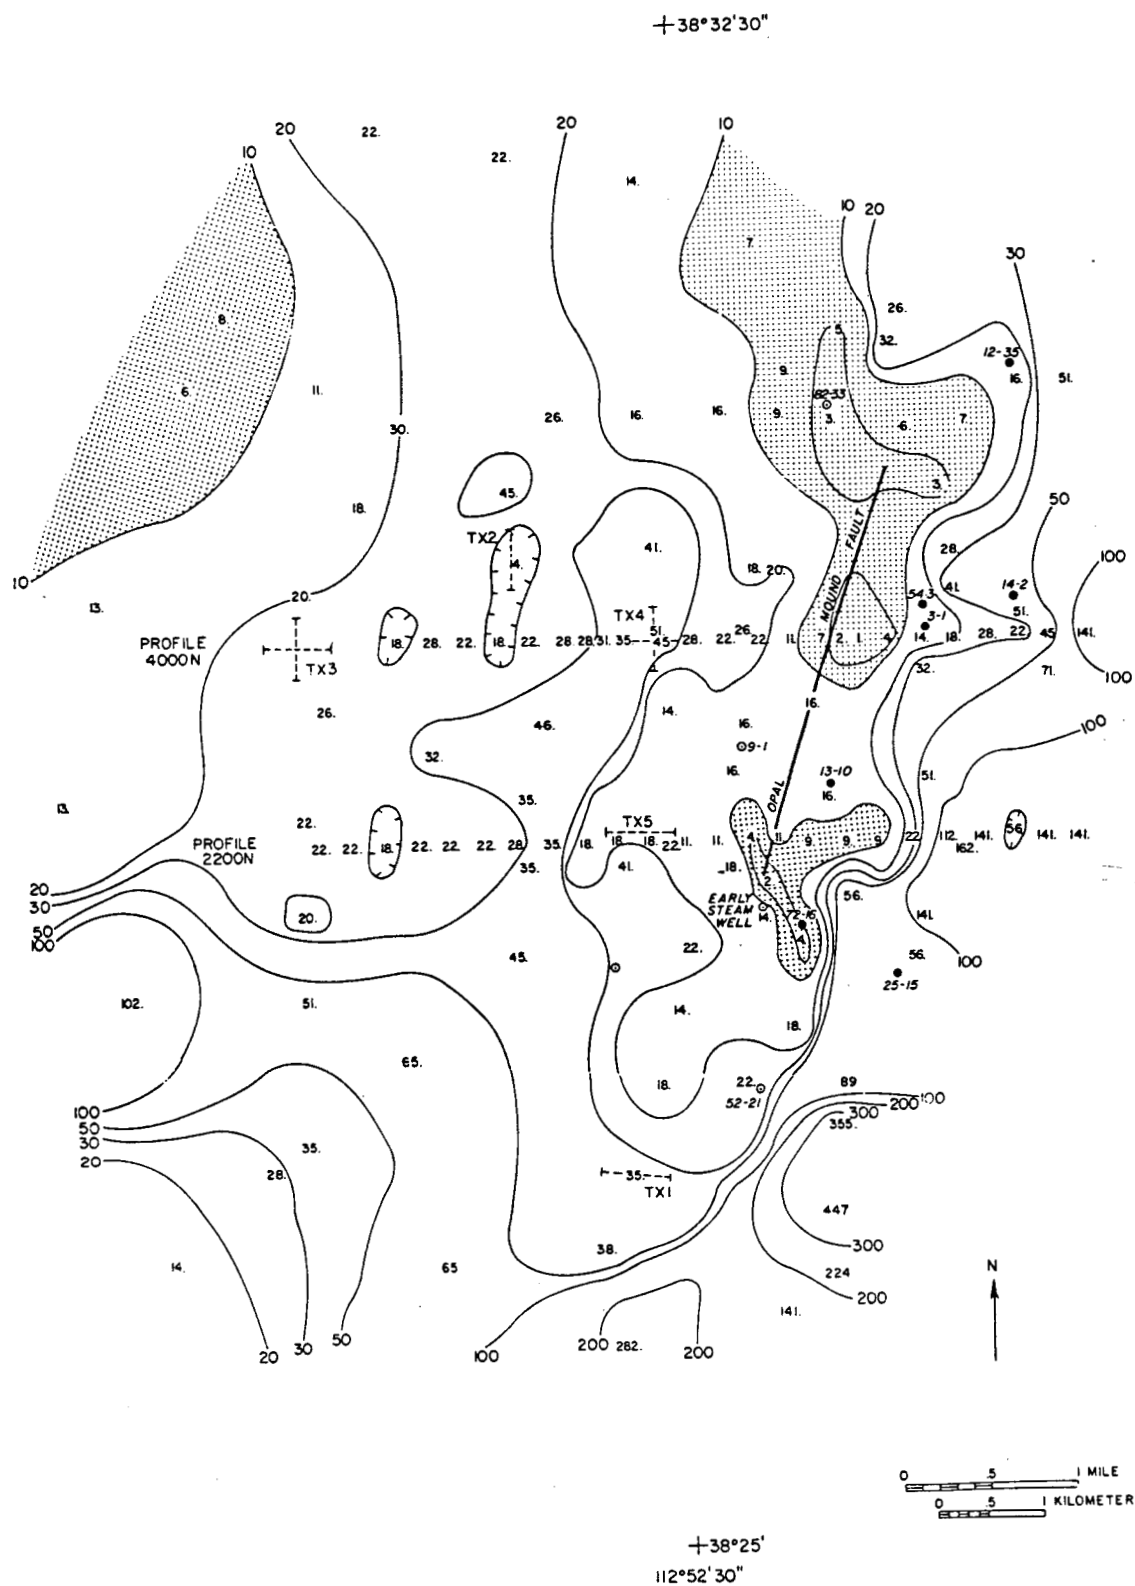 38°32'30"
20 22. 20 10
10 22.
14.
10 20
7. 30
8. 26.
5. 32.
12-35
6. 11. 9. 16. 51.
82-33
30. 26. 16. 16. 9. 3. 6. 7.
45. 3.
18. 50
TX2 FAULT
14. 41. 28. 100
10 18. 20. 41. 14-2
13. 20. 54-3
TX4 MOUND 3-1 51.
PROFILE
4000N
18. 28. 22. 18. 22. 28. 28. 31. 35. 51. 45 28. 22. 26. 22. 11. 7. 2. 1. 4. 14. 18. 28. 22. 45. 141.
TX3 32. 71. 100
26. 14. 16.
46. 16. 100
32. 9-1
16. 13-10 51.
13. 35. OPAL 16.
22. TX5
PROFILE
2200N
22. 22. 18. 22. 22. 22. 28. 35. 18. 18. 18. 22. 11. 11. 4. 11. 9. 9. 9. 22. 112. 141. 56. 141. 141.
162.
35. 41. 18.
20 2.
30 EARLY
STEAM
WELL
14. 72-16 56. 141.
20.
50
100 45. 22. 4. 56. 100
25-15
102. 51. 14. 18.
65.
18. 22. 89
52-21
100 200 100
50 300
30 35. 355.
20 28. 35.
TX1
447
38. 300
14. 65 224
200
141.
20 30 50 100 200 282. 200
N
0 .5 1 MILE
0 .5 1 KILOMETER
38°25'
112°52'30"